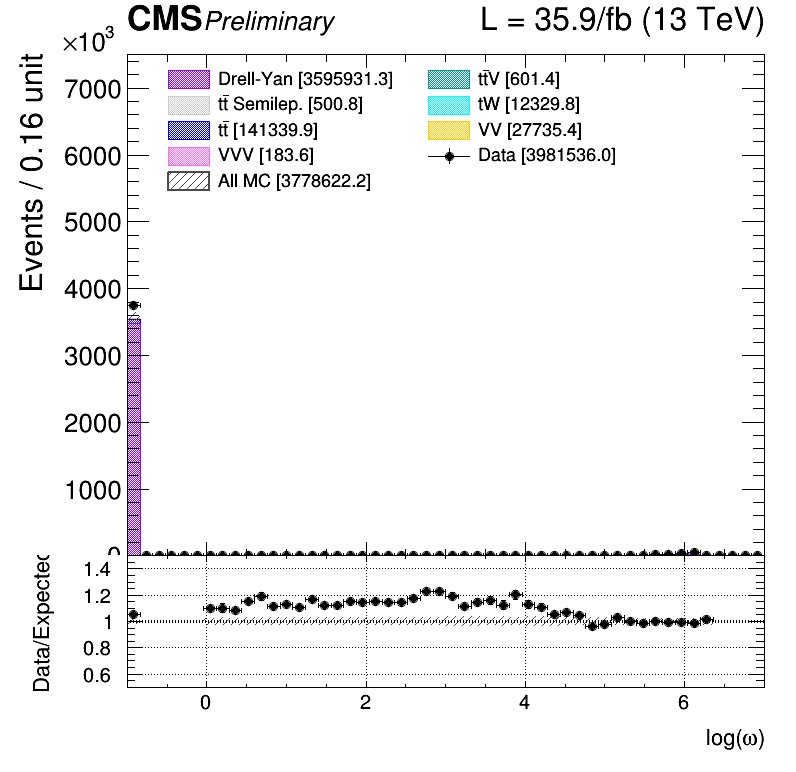 CMS Preliminary L = 35.9/fb (13 TeV)
×10³
Events / 0.16 unit
7000
6000
5000
4000
3000
2000
1000
0
Drell-Yan [3595931.3]
tt̄ Semilep. [500.8]
tt̄ [141339.9]
VVV [183.6]
All MC [3778622.2]
tt̄V [601.4]
tW [12329.8]
VV [27735.4]
Data [3981536.0]
Data/Expected
1.4
1.2
1
0.8
0.6
0 2 4 6
log(ω)